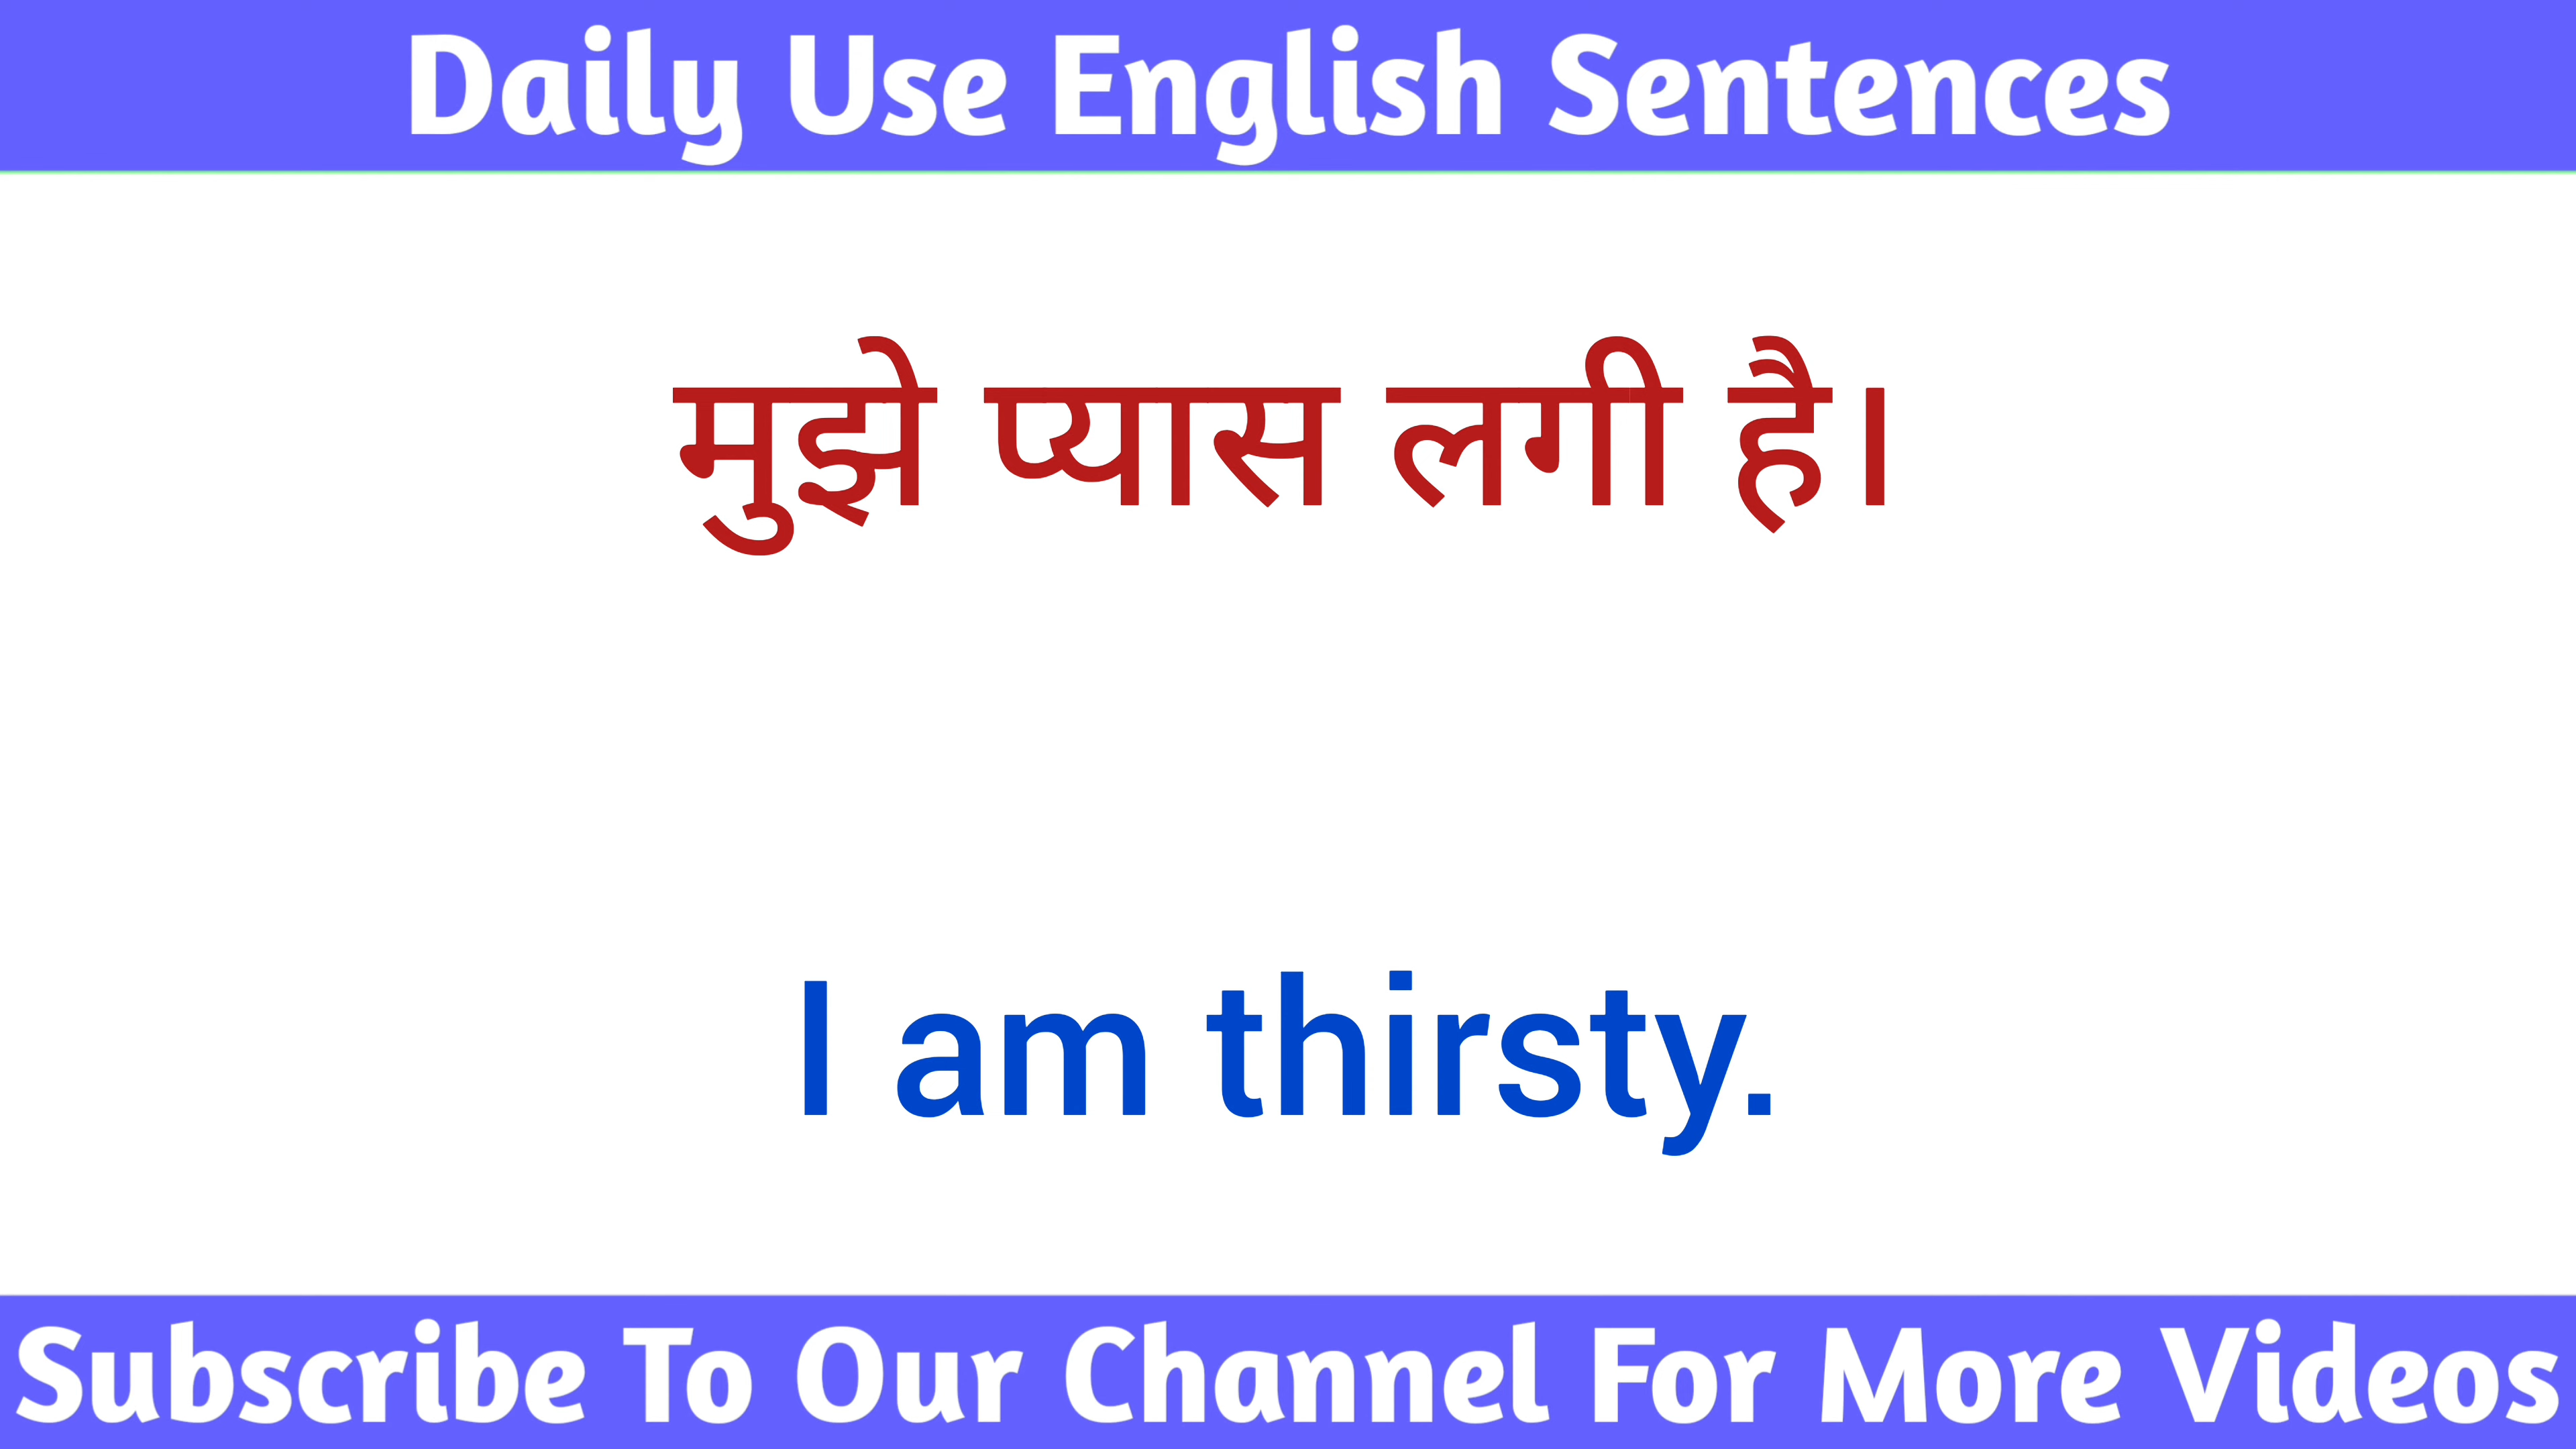 Daily Use English Sentences
मुझे प्यास लगी है।
I am thirsty.
Subscribe To Our Channel For More Videos